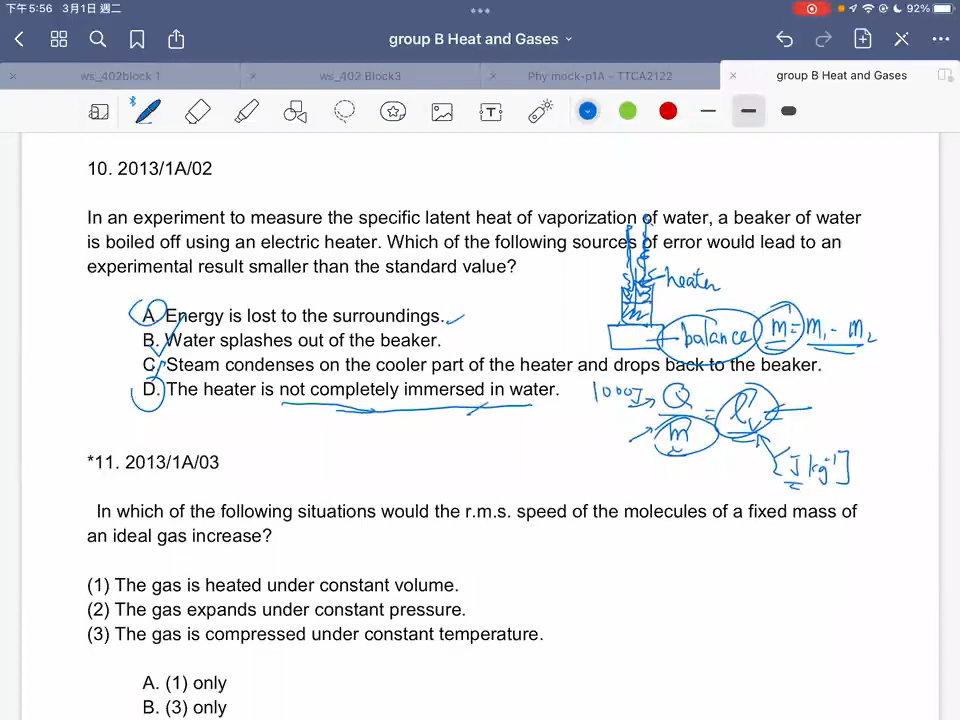 下午5:56 3月1日 週二
92%
group B Heat and Gases
ws_402block 1
ws_402 Block3
Phy mock-p1A – TTCA2122
group B Heat and Gases
10. 2013/1A/02
In an experiment to measure the specific latent heat of vaporization of water, a beaker of water
is boiled off using an electric heater. Which of the following sources of error would lead to an
experimental result smaller than the standard value?
heater
A. Energy is lost to the surroundings.
balance m = m₁ - m₂
B. Water splashes out of the beaker.
C. Steam condenses on the cooler part of the heater and drops back to the beaker.
D. The heater is not completely immersed in water.
1000J Q/m = lᵥ
[J kg⁻¹]
*11. 2013/1A/03
In which of the following situations would the r.m.s. speed of the molecules of a fixed mass of
an ideal gas increase?
(1) The gas is heated under constant volume.
(2) The gas expands under constant pressure.
(3) The gas is compressed under constant temperature.
A. (1) only
B. (3) only